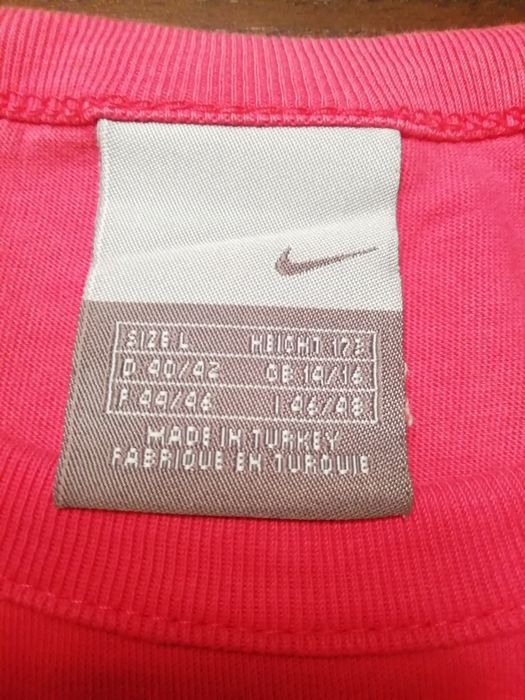 SIZE L HEIGHT 173
D 40/42 GB 14/16
F 44/46 I 46/48
MADE IN TURKEY
FABRIQUE EN TURQUIE